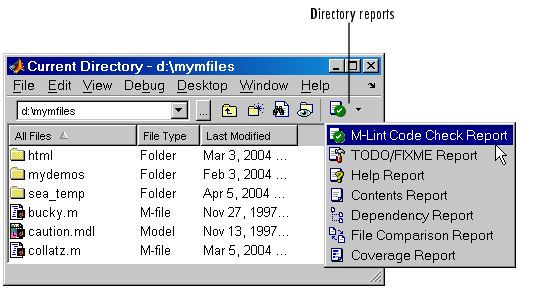 Directory reports
Current Directory - d:\mymfiles
File Edit View Debug Desktop Window Help
d:\mymfiles ...
All Files File Type Last Modified
html Folder Mar 3, 2004 ...
mydemos Folder Feb 3, 2004 ...
sea_temp Folder Apr 5, 2004 ...
bucky.m M-file Nov 27, 1997...
caution.mdl Model Nov 13, 1997...
collatz.m M-file Mar 5, 2004 ...
M-Lint Code Check Report
TODO/FIXME Report
Help Report
Contents Report
Dependency Report
File Comparison Report
Coverage Report